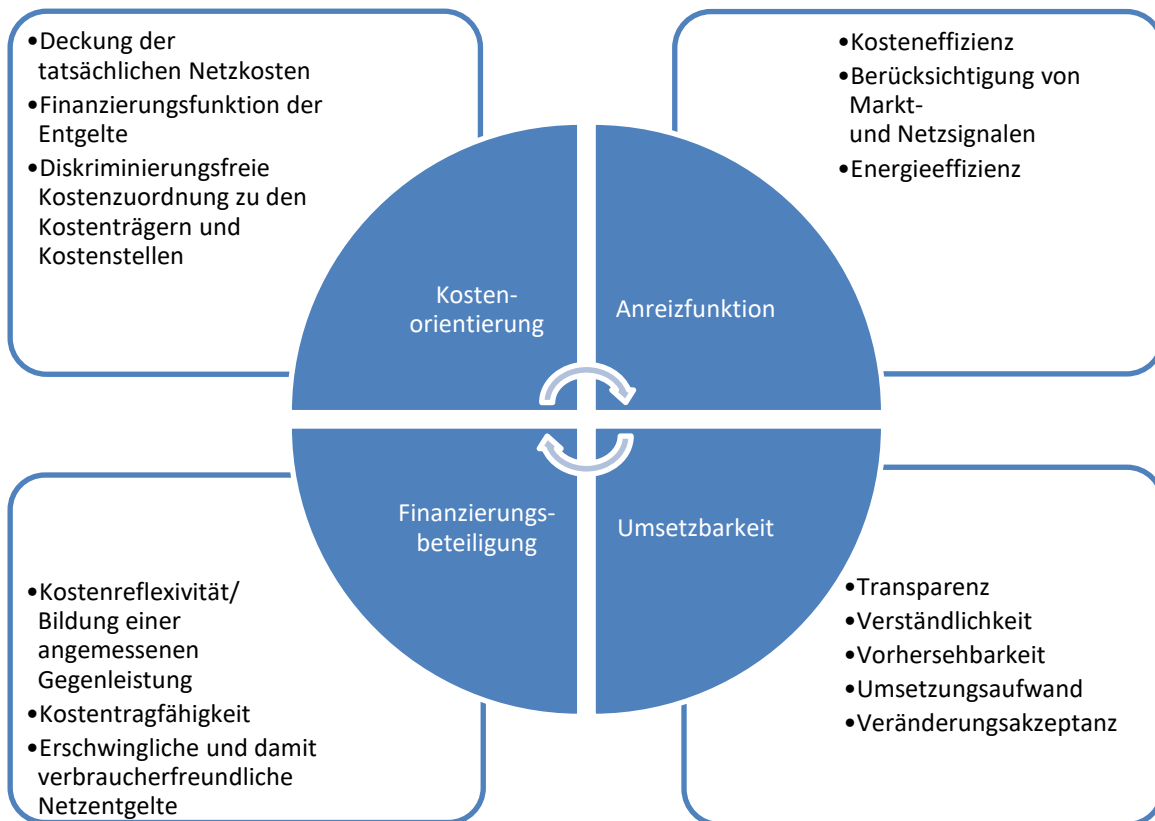 •Deckung der
tatsächlichen Netzkosten
•Finanzierungsfunktion der
Entgelte
•Diskriminierungsfreie
Kostenzuordnung zu den
Kostenträgern und
Kostenstellen
•Kosteneffizienz
•Berücksichtigung von
Markt-
und Netzsignalen
•Energieeffizienz
Kosten-
orientierung
Anreizfunktion
Finanzierungs-
beteiligung
Umsetzbarkeit
•Kostenreflexivität/
Bildung einer
angemessenen
Gegenleistung
•Kostentragfähigkeit
•Erschwingliche und damit
verbraucherfreundliche
Netzentgelte
•Transparenz
•Verständlichkeit
•Vorhersehbarkeit
•Umsetzungsaufwand
•Veränderungsakzeptanz